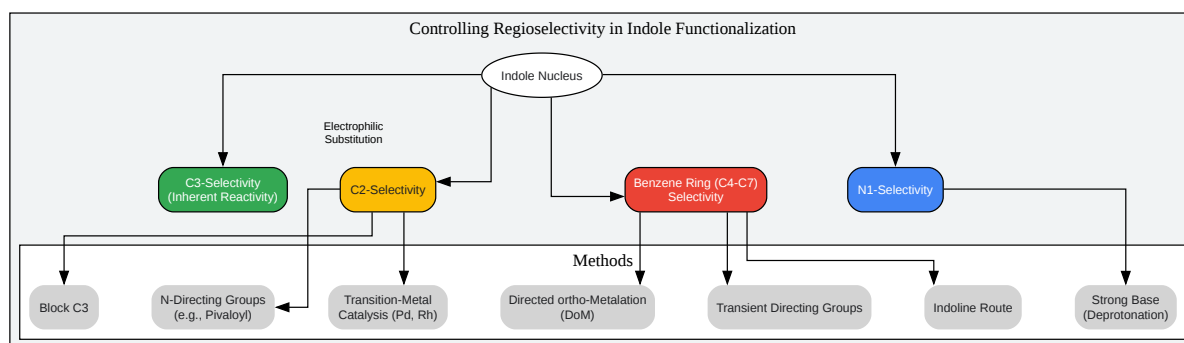 Controlling Regioselectivity in Indole Functionalization
Indole Nucleus
Electrophilic
Substitution
C3-Selectivity
(Inherent Reactivity)
C2-Selectivity
Benzene Ring (C4-C7)
Selectivity
N1-Selectivity
Methods
Block C3
N-Directing Groups
(e.g., Pivaloyl)
Transition-Metal
Catalysis (Pd, Rh)
Directed ortho-Metalation
(DoM)
Transient Directing Groups
Indoline Route
Strong Base
(Deprotonation)